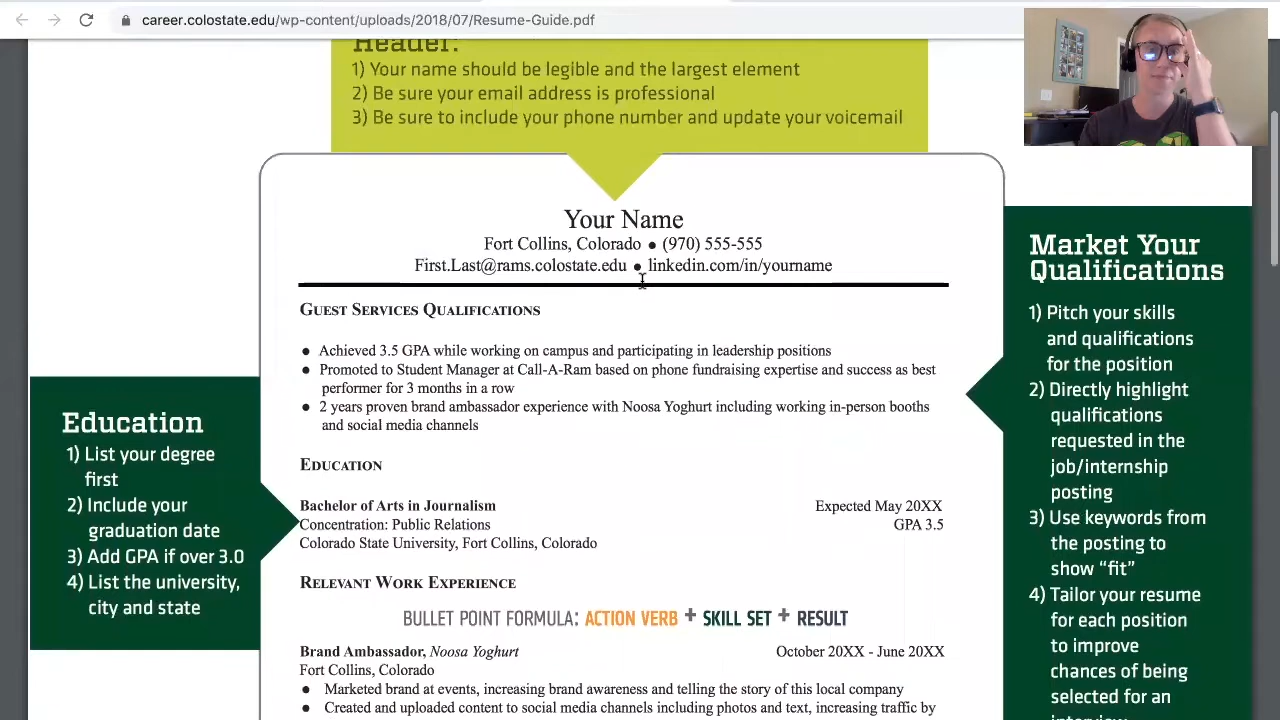 career.colostate.edu/wp-content/uploads/2018/07/Resume-Guide.pdf
Header:
1) Your name should be legible and the largest element
2) Be sure your email address is professional
3) Be sure to include your phone number and update your voicemail
Your Name
Fort Collins, Colorado ● (970) 555-555
First.Last@rams.colostate.edu ● linkedin.com/in/yourname
GUEST SERVICES QUALIFICATIONS
● Achieved 3.5 GPA while working on campus and participating in leadership positions
● Promoted to Student Manager at Call-A-Ram based on phone fundraising expertise and success as best
performer for 3 months in a row
● 2 years proven brand ambassador experience with Noosa Yoghurt including working in-person booths
and social media channels
EDUCATION
Bachelor of Arts in Journalism Expected May 20XX
Concentration: Public Relations GPA 3.5
Colorado State University, Fort Collins, Colorado
RELEVANT WORK EXPERIENCE
BULLET POINT FORMULA: ACTION VERB + SKILL SET + RESULT
Brand Ambassador, Noosa Yoghurt October 20XX - June 20XX
Fort Collins, Colorado
● Marketed brand at events, increasing brand awareness and telling the story of this local company
● Created and uploaded content to social media channels including photos and text, increasing traffic by
Education
1) List your degree
first
2) Include your
graduation date
3) Add GPA if over 3.0
4) List the university,
city and state
Market Your
Qualifications
1) Pitch your skills
and qualifications
for the position
2) Directly highlight
qualifications
requested in the
job/internship
posting
3) Use keywords from
the posting to
show “fit”
4) Tailor your resume
for each position
to improve
chances of being
selected for an
interview